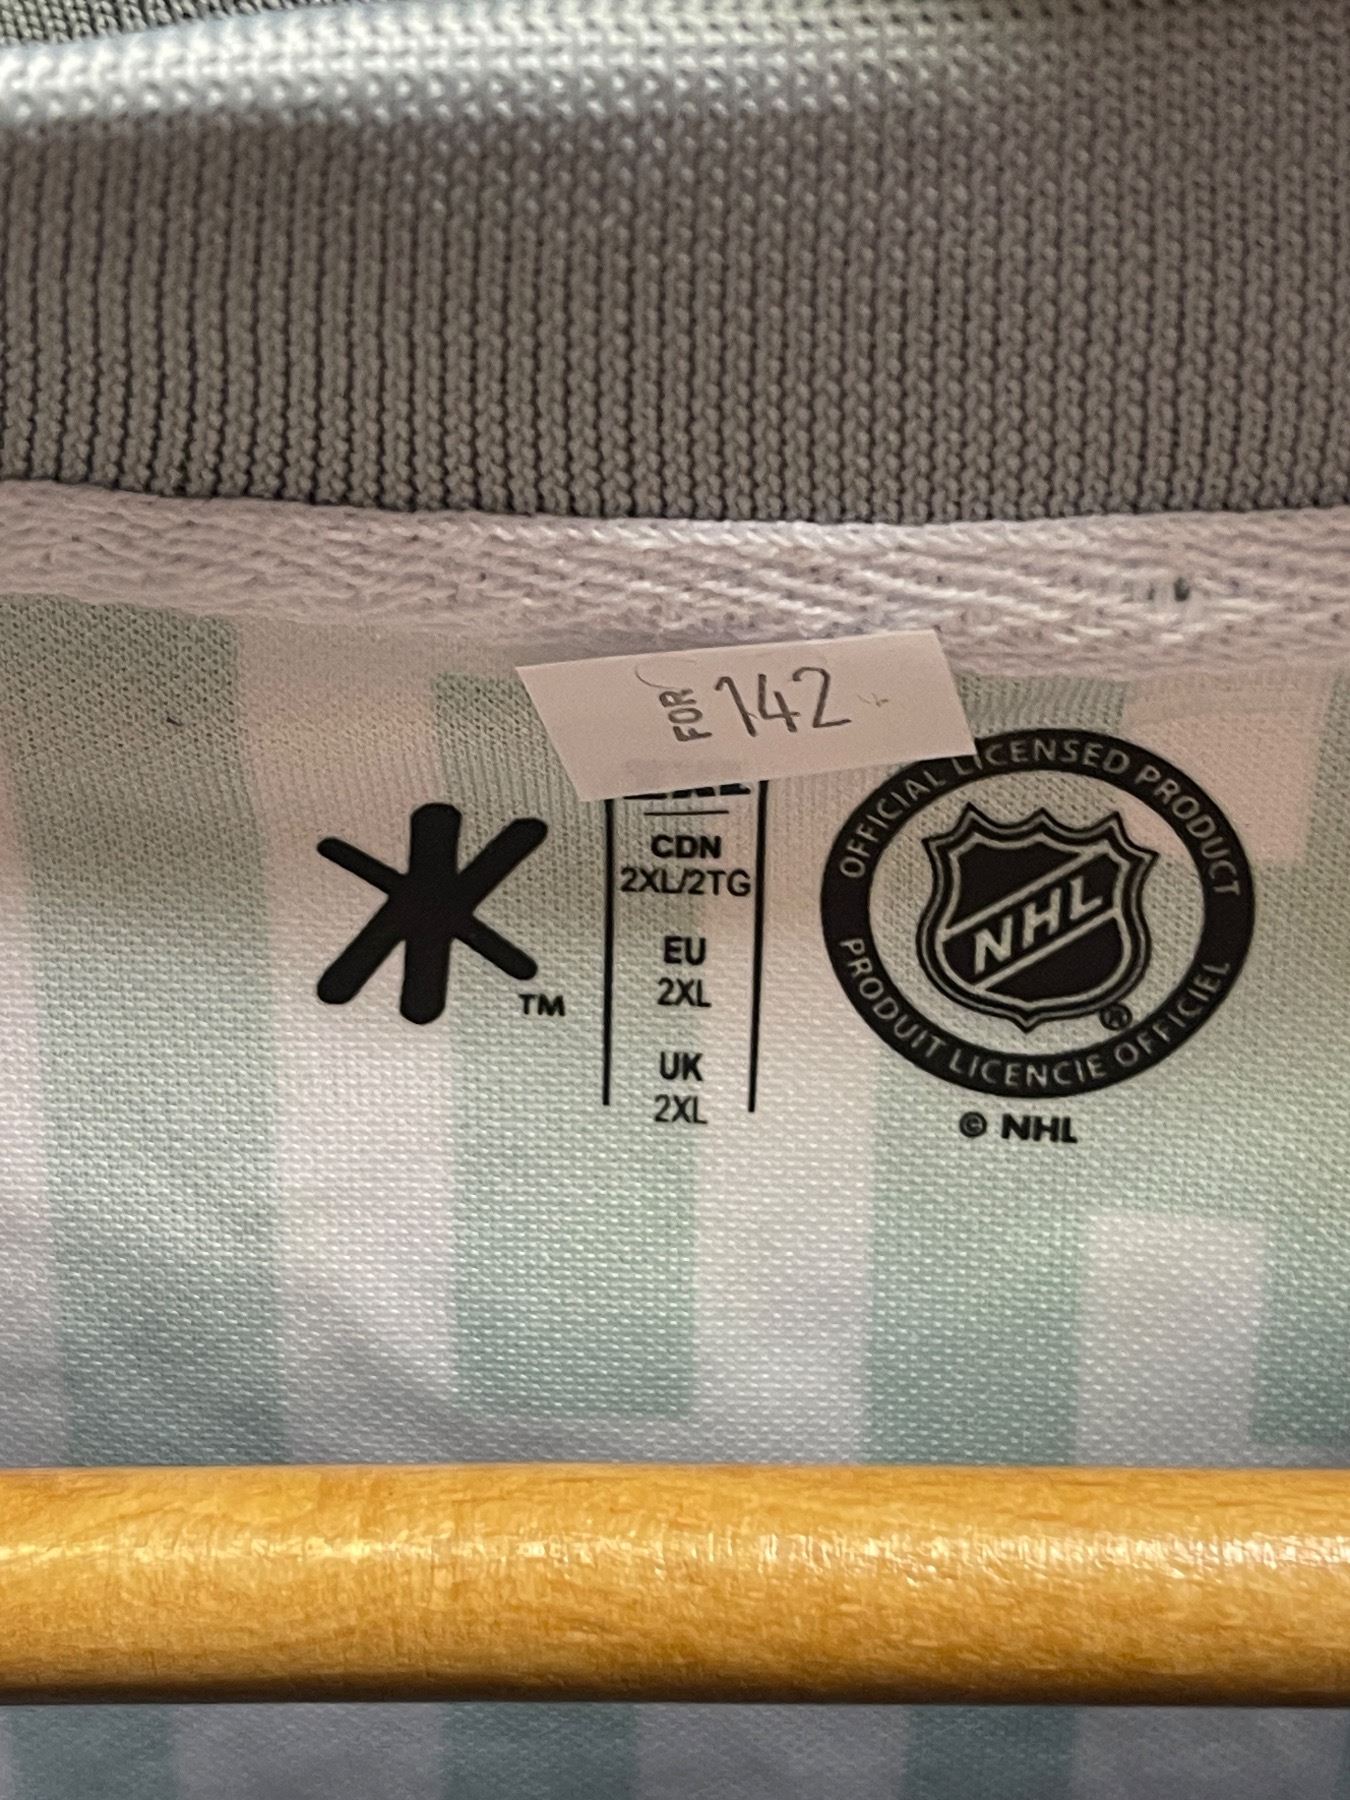 FOR 142
CDN
2XL/2TG
EU
2XL
UK
2XL
TM
OFFICIAL LICENSED PRODUCT
NHL
®
PRODUIT LICENCIE OFFICIEL
© NHL